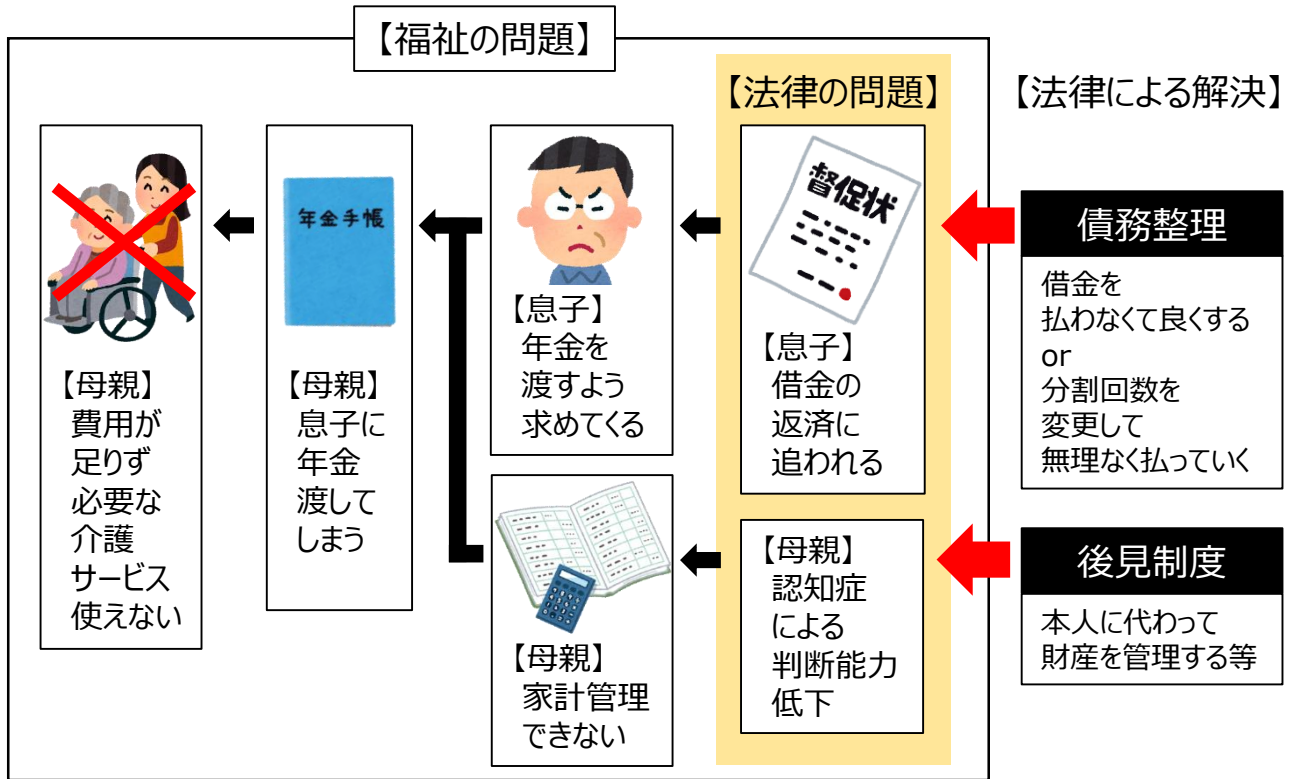 【福祉の問題】
【法律の問題】
【法律による解決】
【母親】
費用が
足りず
必要な
介護
サービス
使えない
年金手帳
【母親】
息子に
年金
渡して
しまう
【息子】
年金を
渡すよう
求めてくる
【母親】
家計管理
できない
督促状
【息子】
借金の
返済に
追われる
【母親】
認知症
による
判断能力
低下
債務整理
借金を
払わなくて良くする
or
分割回数を
変更して
無理なく払っていく
後見制度
本人に代わって
財産を管理する等